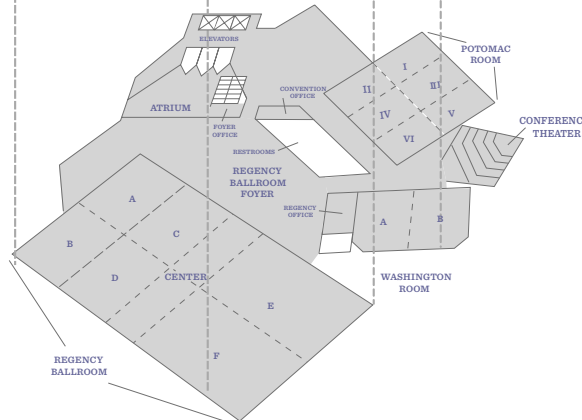 ELEVATORS
POTOMAC
ROOM
I
II
III
CONVENTION
OFFICE
ATRIUM
IV
V
FOYER
OFFICE
CONFERENCE
THEATER
VI
RESTROOMS
REGENCY
BALLROOM
FOYER
A
REGENCY
OFFICE
A
B
B
C
D
CENTER
WASHINGTON
ROOM
E
F
REGENCY
BALLROOM